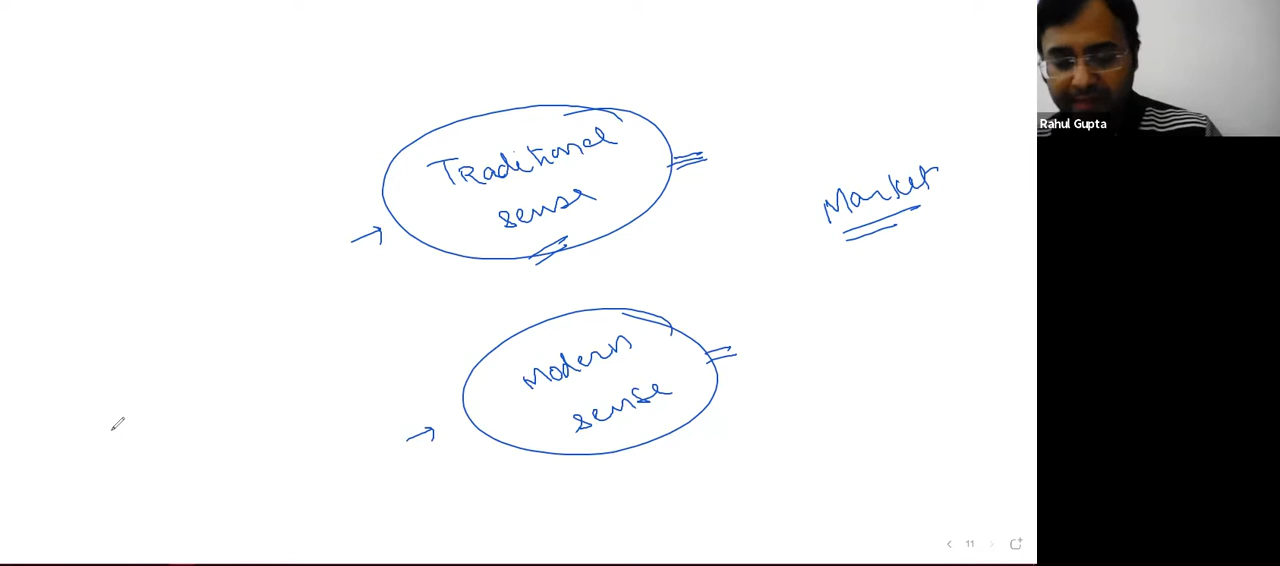 Traditional
sense
Market
Modern
sense
Rahul Gupta
11